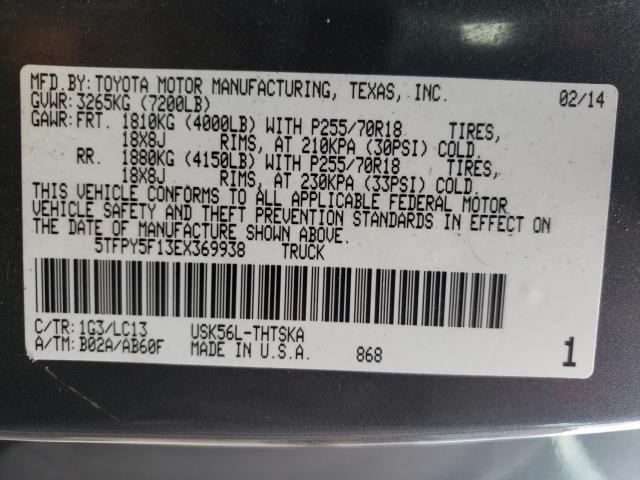 MFD.BY:TOYOTA MOTOR MANUFACTURING, TEXAS, INC. 02/14
GVWR:3265KG (7200LB)
GAWR:FRT. 1810KG (4000LB) WITH P255/70R18 TIRES,
18X8J RIMS, AT 210KPA (30PSI) COLD.
RR. 1880KG (4150LB) WITH P255/70R18 TIRES,
18X8J RIMS, AT 230KPA (33PSI) COLD.
THIS VEHICLE CONFORMS TO ALL APPLICABLE FEDERAL MOTOR
VEHICLE SAFETY AND THEFT PREVENTION STANDARDS IN EFFECT ON
THE DATE OF MANUFACTURE SHOWN ABOVE.
5TFPY5F13EX369938 TRUCK
C/TR:1G3/LC13 USK56L-THTSKA
A/TM:B02A/AB60F MADE IN U.S.A. 868 1